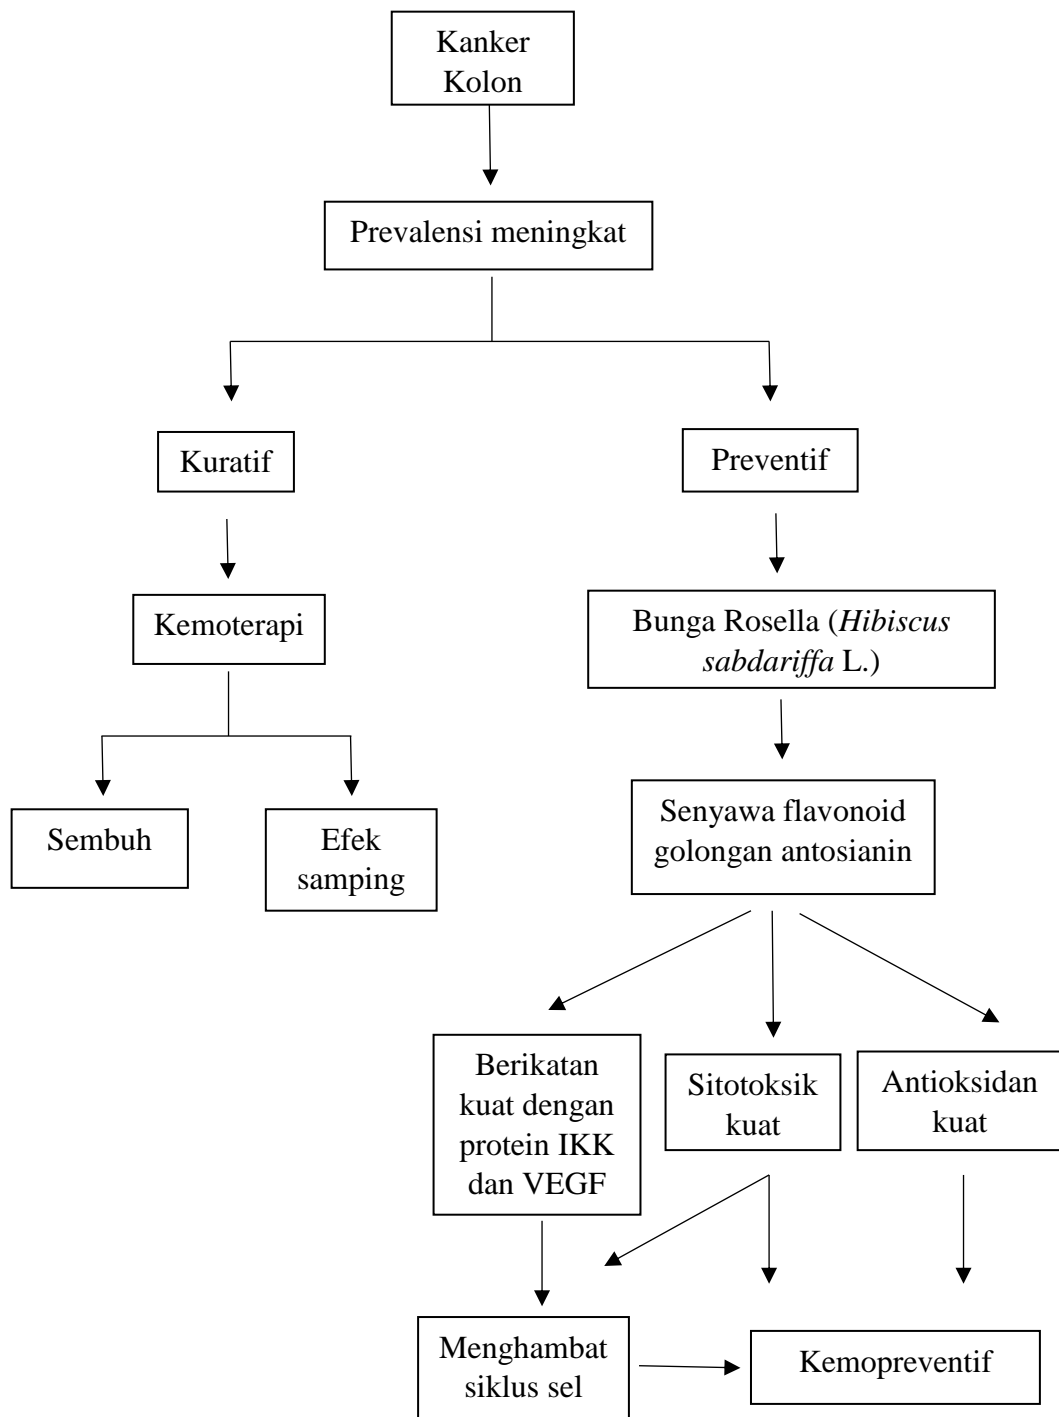 Kanker
Kolon
Prevalensi meningkat
Kuratif
Preventif
Kemoterapi
Bunga Rosella (Hibiscus
sabdariffa L.)
Sembuh
Efek
samping
Senyawa flavonoid
golongan antosianin
Berikatan
kuat dengan
protein IKK
dan VEGF
Sitotoksik
kuat
Antioksidan
kuat
Menghambat
siklus sel
Kemopreventif